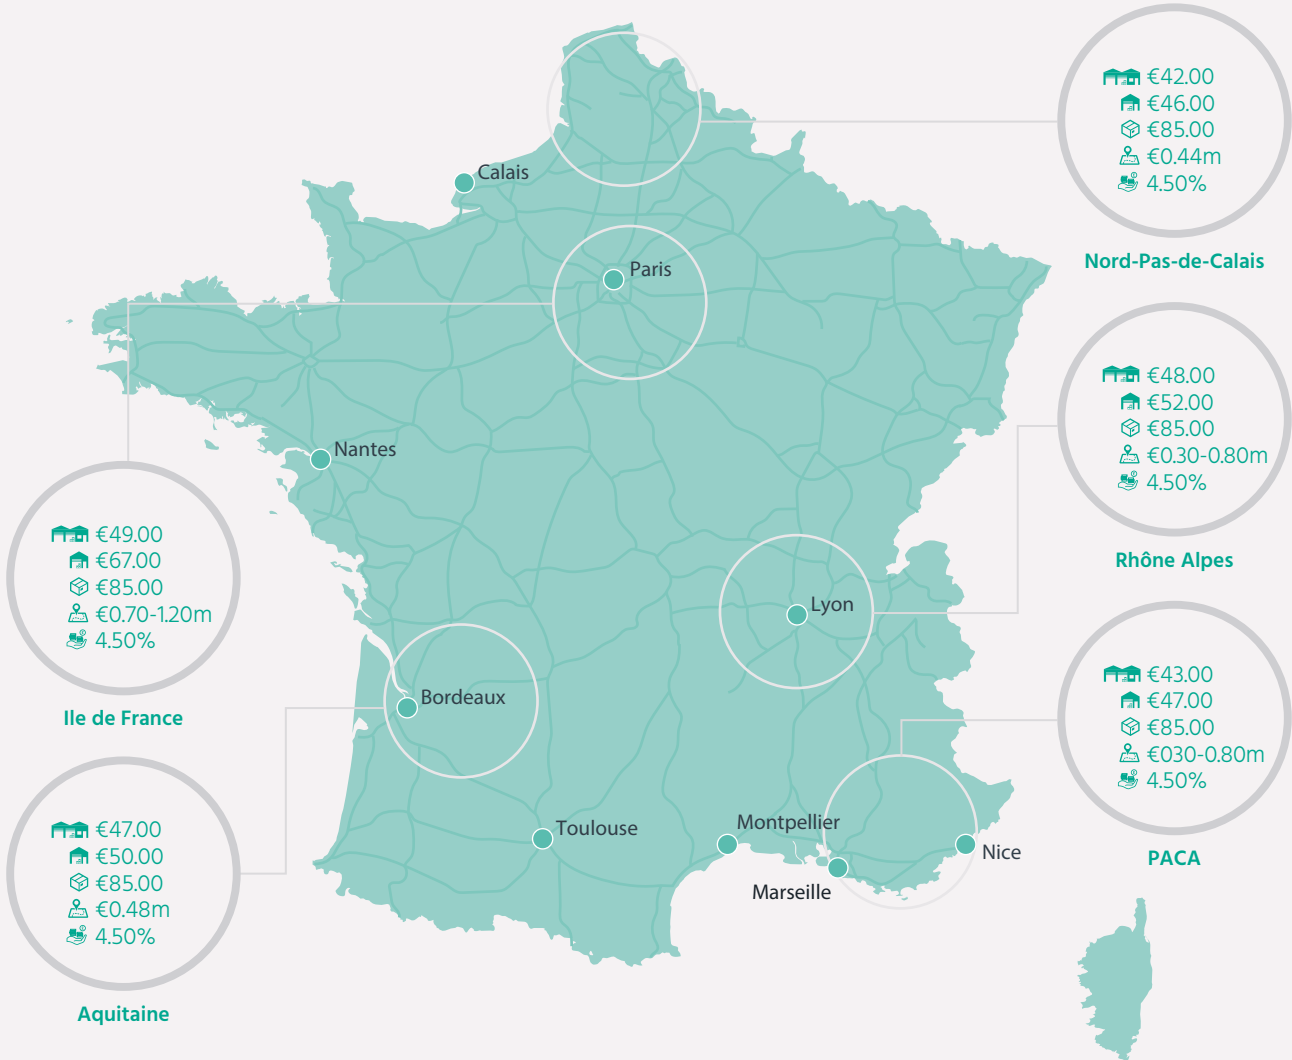 €42.00
€46.00
€85.00
€0.44m
4.50%
Nord-Pas-de-Calais
Calais
Paris
€48.00
€52.00
€85.00
€0.30-0.80m
4.50%
Rhône Alpes
Nantes
€49.00
€67.00
€85.00
€0.70-1.20m
4.50%
Ile de France
Lyon
Bordeaux
€43.00
€47.00
€85.00
€030-0.80m
4.50%
PACA
€47.00
€50.00
€85.00
€0.48m
4.50%
Aquitaine
Toulouse
Montpellier
Nice
Marseille